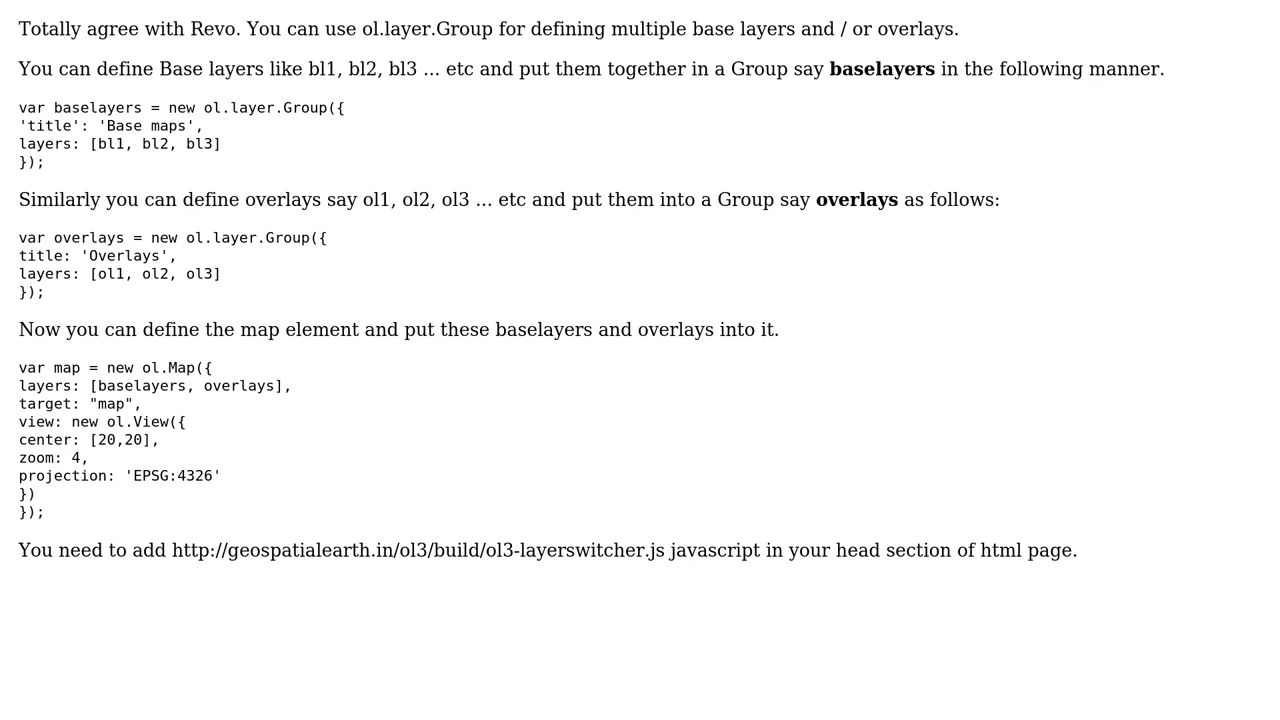 Totally agree with Revo. You can use ol.layer.Group for defining multiple base layers and / or overlays.
You can define Base layers like bl1, bl2, bl3 ... etc and put them together in a Group say baselayers in the following manner.
var baselayers = new ol.layer.Group({
'title': 'Base maps',
layers: [bl1, bl2, bl3]
});
Similarly you can define overlays say ol1, ol2, ol3 ... etc and put them into a Group say overlays as follows:
var overlays = new ol.layer.Group({
title: 'Overlays',
layers: [ol1, ol2, ol3]
});
Now you can define the map element and put these baselayers and overlays into it.
var map = new ol.Map({
layers: [baselayers, overlays],
target: "map",
view: new ol.View({
center: [20,20],
zoom: 4,
projection: 'EPSG:4326'
})
});
You need to add http://geospatialearth.in/ol3/build/ol3-layerswitcher.js javascript in your head section of html page.